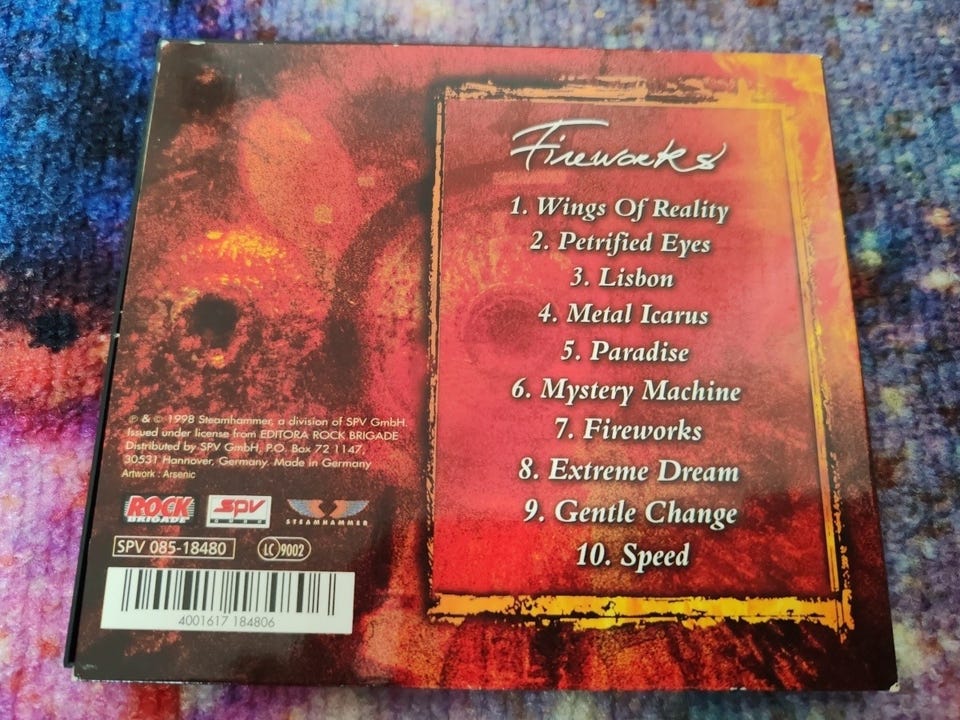 Fireworks
1. Wings Of Reality
2. Petrified Eyes
3. Lisbon
4. Metal Icarus
5. Paradise
6. Mystery Machine
7. Fireworks
8. Extreme Dream
9. Gentle Change
10. Speed
℗ & © 1998 Steamhammer, a division of SPV GmbH.
Issued under license from EDITORA ROCK BRIGADE
Distributed by SPV GmbH, P.O. Box 72 1147,
30531 Hannover, Germany. Made in Germany
Artwork : Arsenic
ROCK
BRIGADE
SPV
STEAMHAMMER
SPV 085-18480
LC 9002
4001617 184806